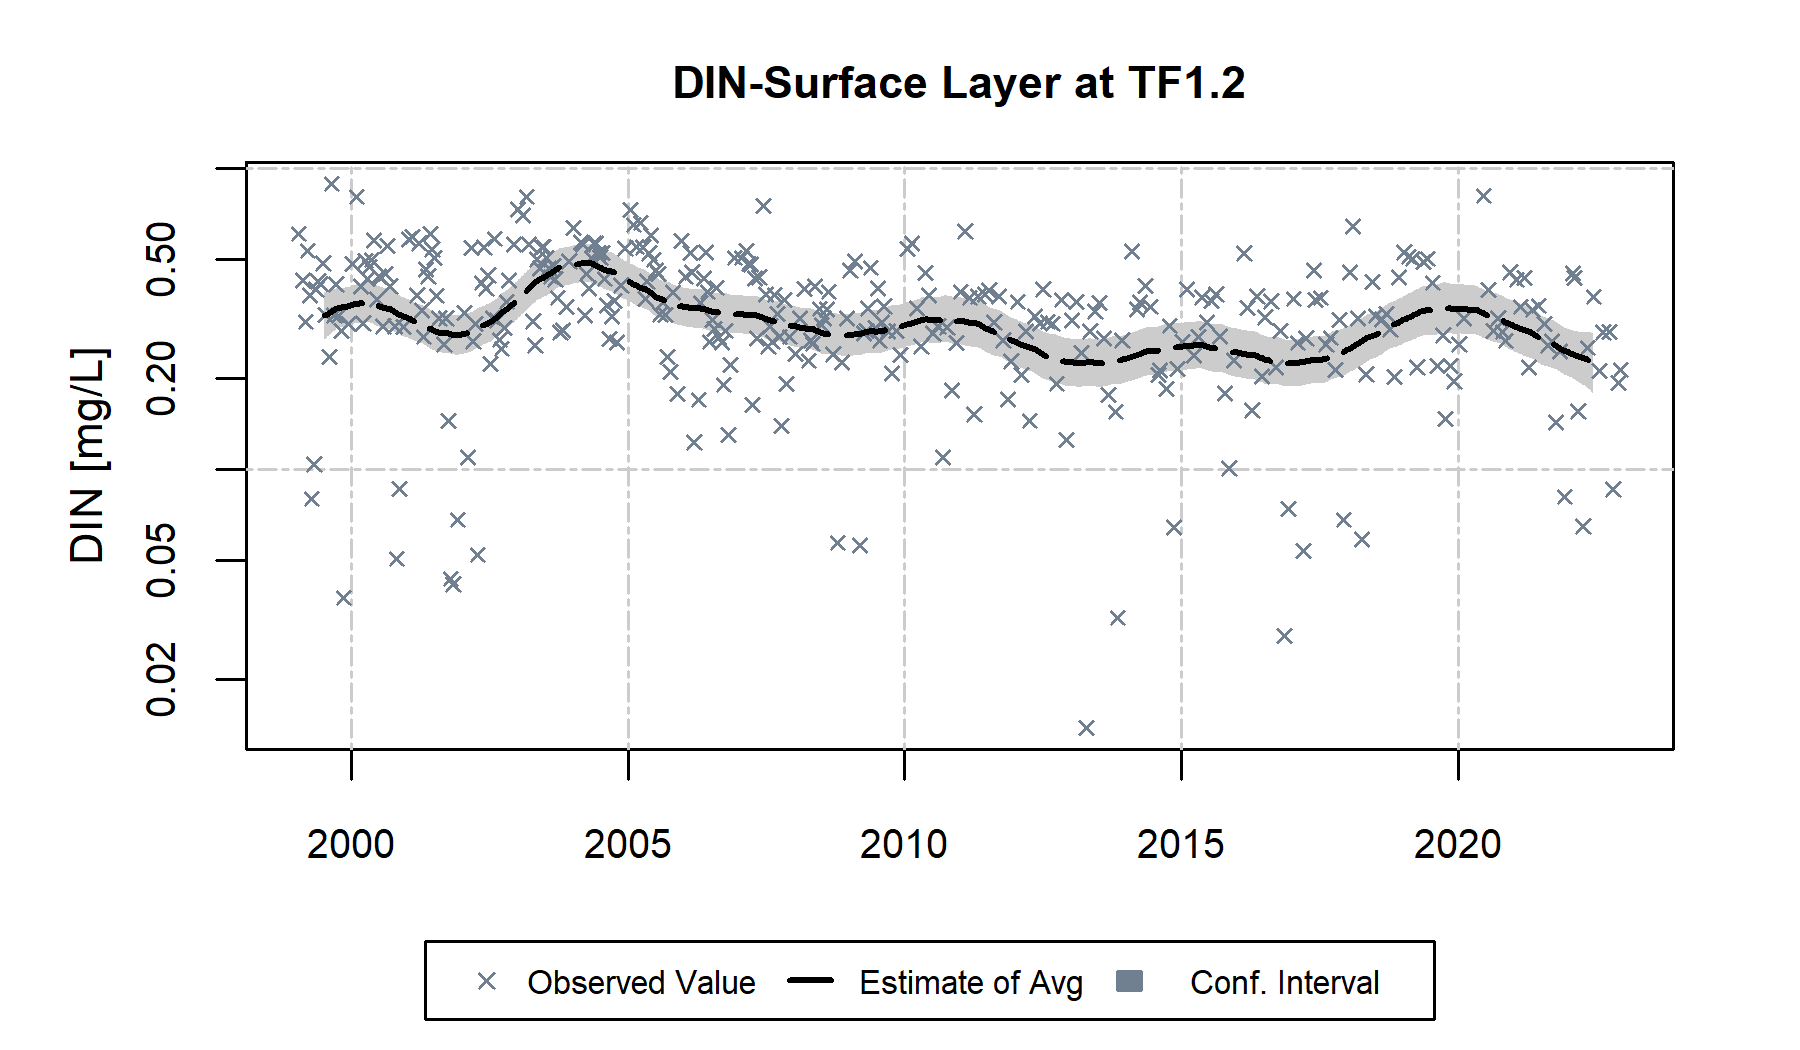 DIN-Surface Layer at TF1.2
DIN [mg/L]
0.50
0.20
0.05
0.02
2000 2005 2010 2015 2020
Observed Value Estimate of Avg Conf. Interval